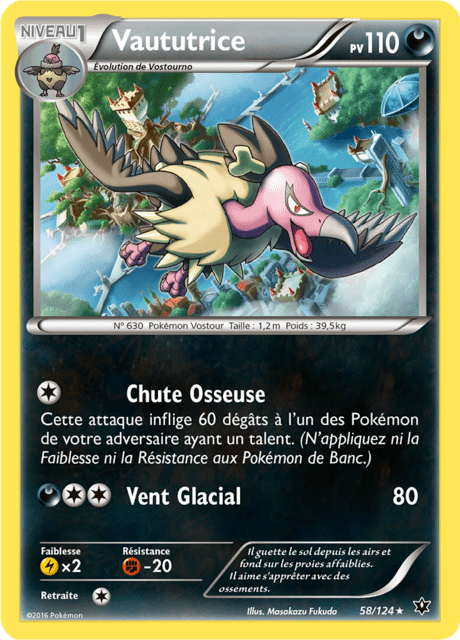 NIVEAU 1
Vaututrice
PV110
Évolution de Vostourno
N° 630 Pokémon Vostour Taille : 1,2 m Poids : 39,5kg
Chute Osseuse
Cette attaque inflige 60 dégâts à l'un des Pokémon
de votre adversaire ayant un talent. (N'appliquez ni la
Faiblesse ni la Résistance aux Pokémon de Banc.)
Vent Glacial 80
Faiblesse
×2
Résistance
-20
Retraite
Il guette le sol depuis les airs et
fond sur les proies affaiblies.
Il aime s'apprêter avec des
ossements.
©2016 Pokémon
Illus. Masakazu Fukuda
58/124 ★